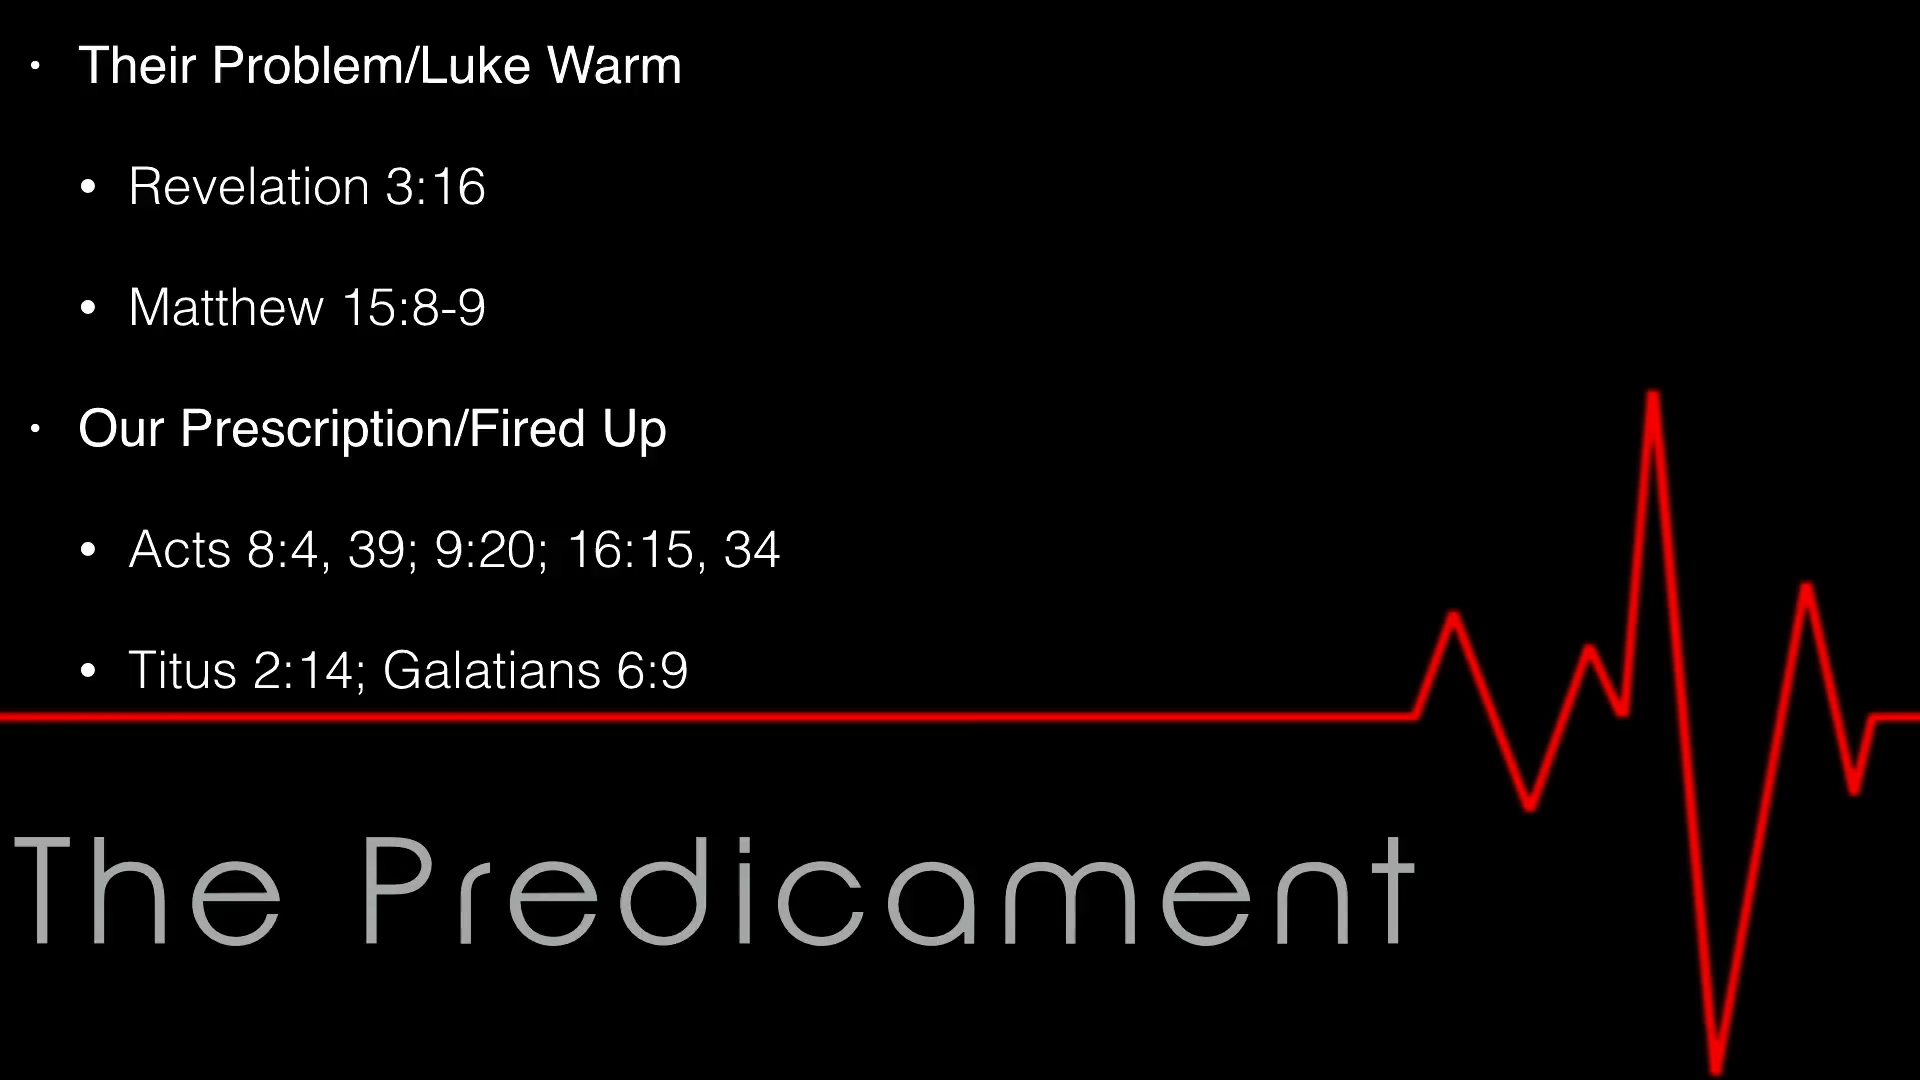 • Their Problem/Luke Warm
• Revelation 3:16
• Matthew 15:8-9
• Our Prescription/Fired Up
• Acts 8:4, 39; 9:20; 16:15, 34
• Titus 2:14; Galatians 6:9
The Predicament